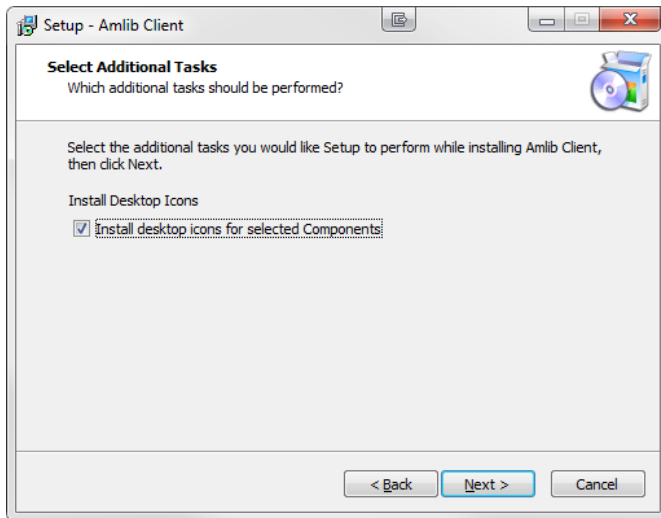 Setup - Amlib Client
Select Additional Tasks
Which additional tasks should be performed?
Select the additional tasks you would like Setup to perform while installing Amlib Client,
then click Next.
Install Desktop Icons
Install desktop icons for selected Components
< Back Next > Cancel